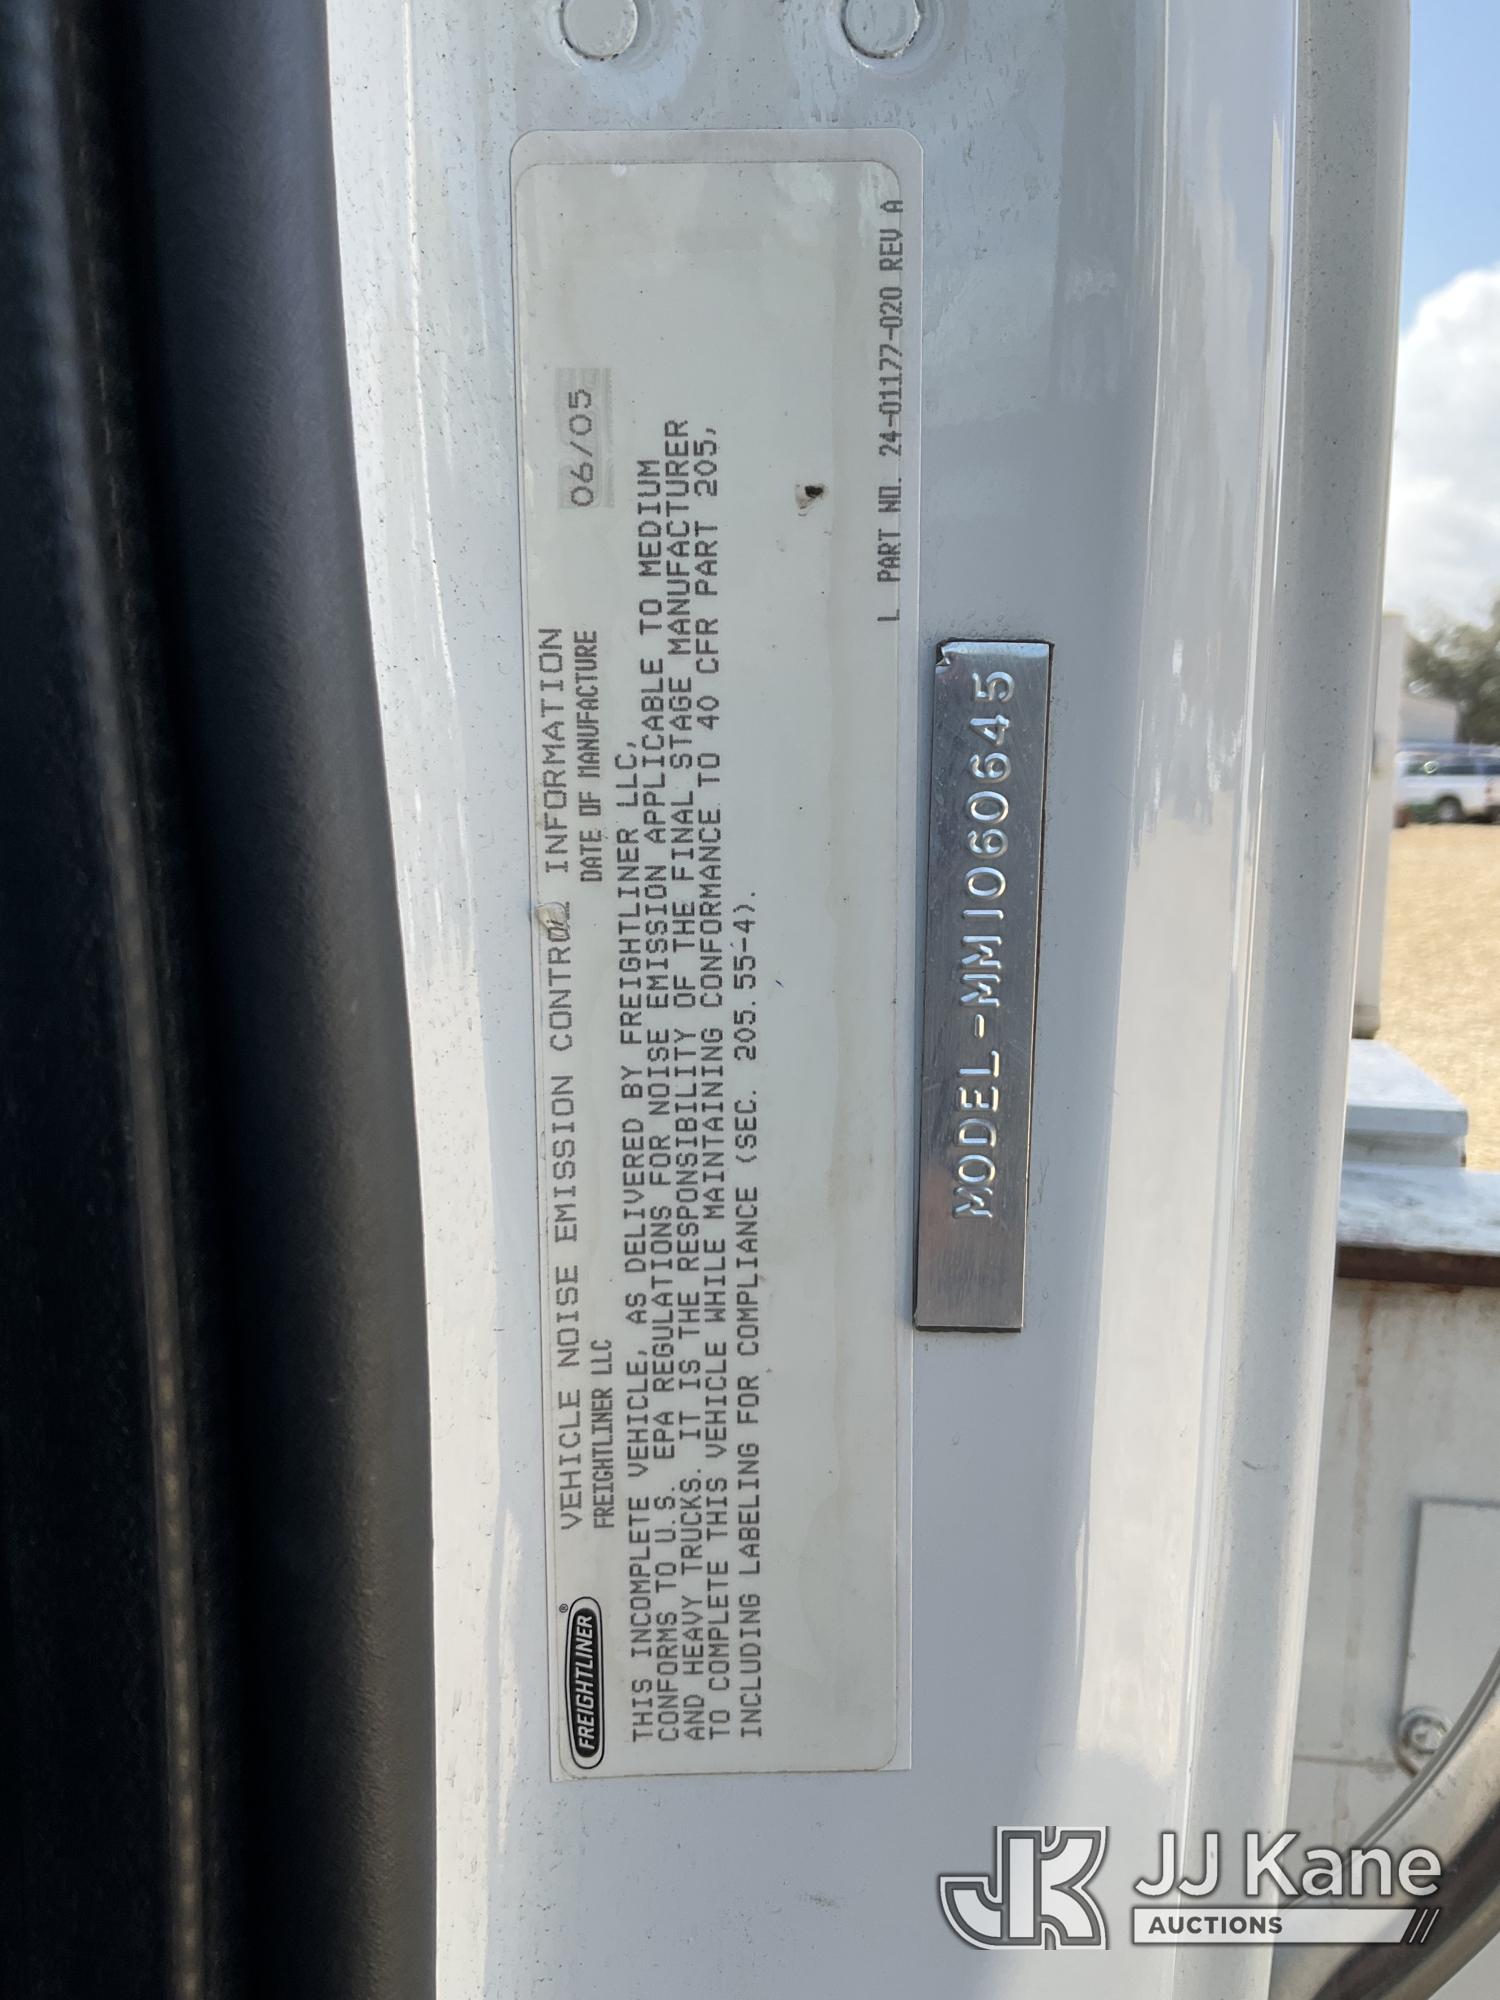 FREIGHTLINER®
VEHICLE NOISE EMISSION CONTROL INFORMATION
FREIGHTLINER LLC DATE OF MANUFACTURE 06/05
THIS INCOMPLETE VEHICLE, AS DELIVERED BY FREIGHTLINER LLC,
CONFORMS TO U.S. EPA REGULATIONS FOR NOISE EMISSION APPLICABLE TO MEDIUM
AND HEAVY TRUCKS. IT IS THE RESPONSIBILITY OF THE FINAL STAGE MANUFACTURER
TO COMPLETE THIS VEHICLE WHILE MAINTAINING CONFORMANCE TO 40 CFR PART 205,
INCLUDING LABELING FOR COMPLIANCE (SEC. 205.55-4).
L PART NO. 24-01177-020 REV A
MODEL-MM1060645
JK JJ Kane
AUCTIONS